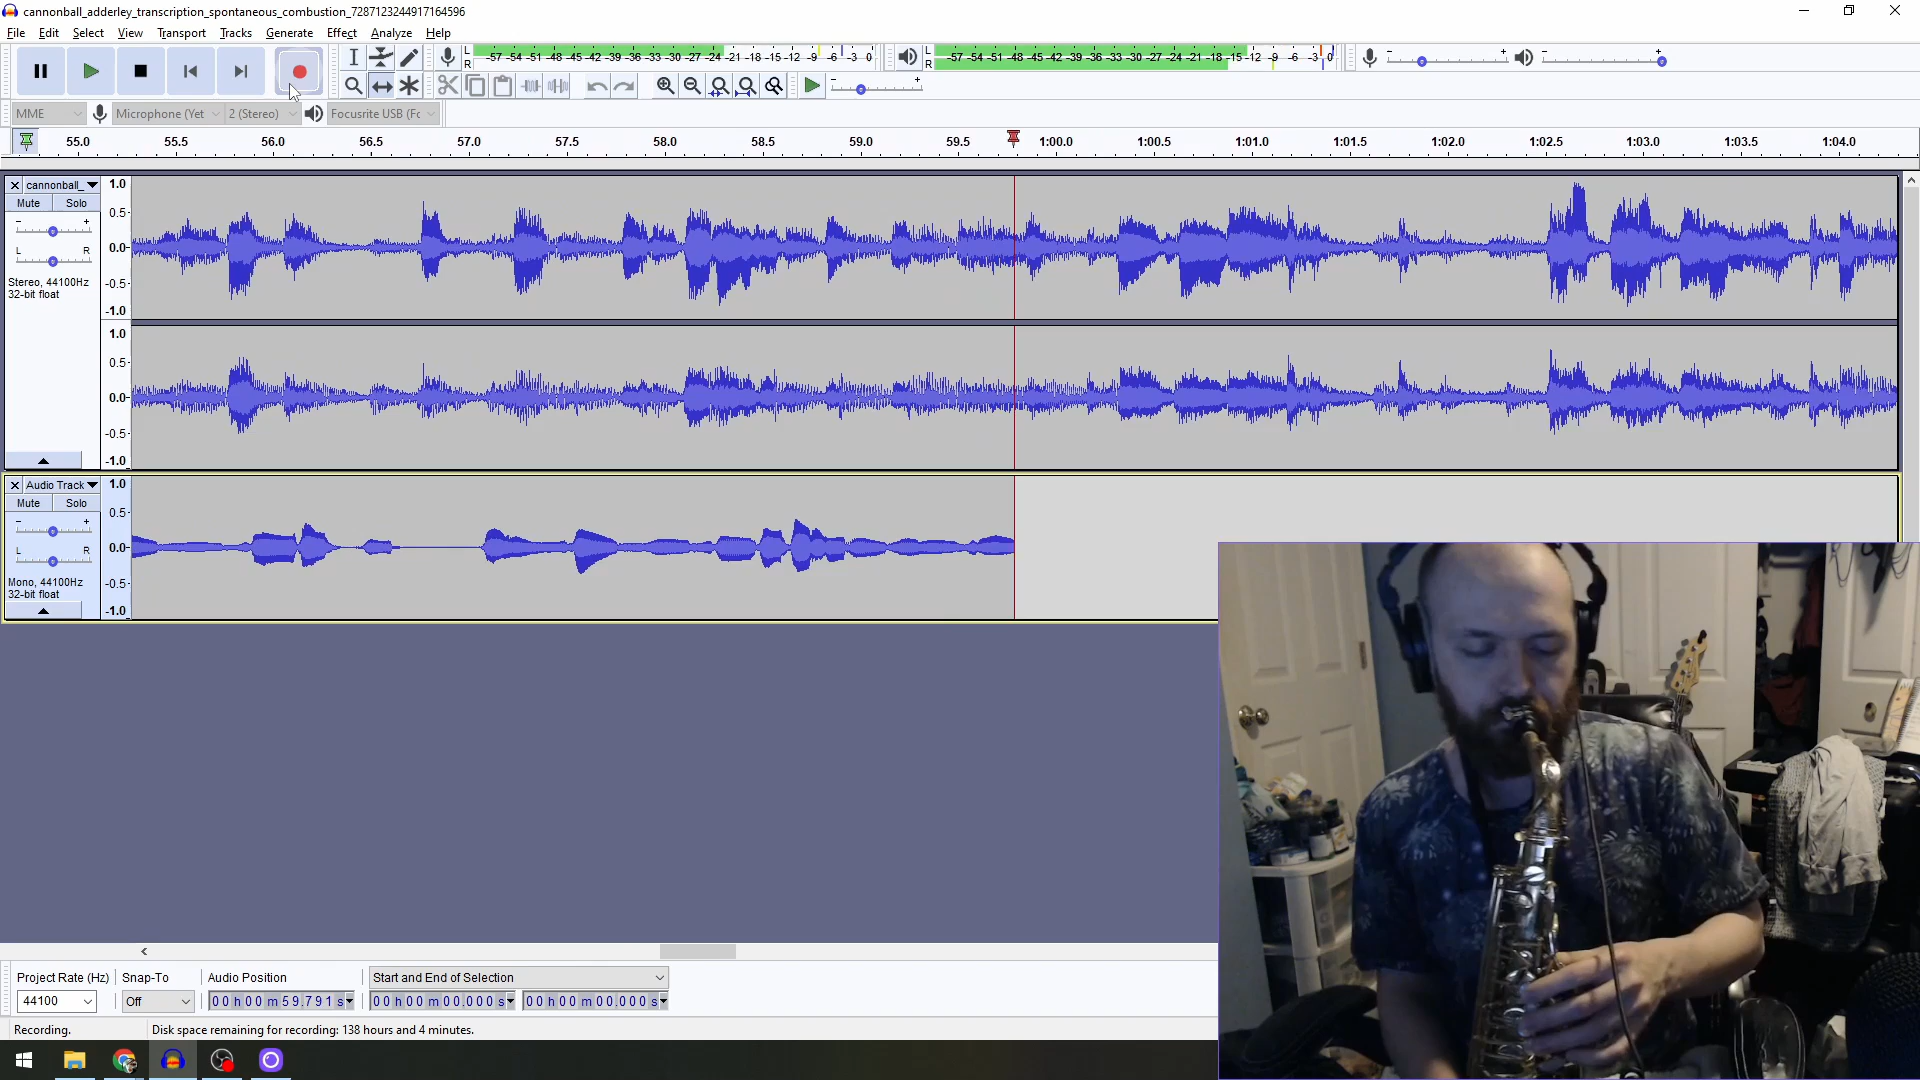 cannonball_adderley_transcription_spontaneous_combustion_7287123244917164596
File Edit Select View Transport Tracks Generate Effect Analyze Help
L -57 -54 -51 -48 -45 -42 -39 -36 -33 -30 -27 -24 -21 -18 -15 -12 -9 -6 -3 0
R
L -57 -54 -51 -48 -45 -42 -39 -36 -33 -30 -27 -24 -21 -18 -15 -12 -9 -6 -3 0
R
- +
- +
- +
MME Microphone (Yet 2 (Stereo) Focusrite USB (Fc
55.0 55.5 56.0 56.5 57.0 57.5 58.0 58.5 59.0 59.5 1:00.0 1:00.5 1:01.0 1:01.5 1:02.0 1:02.5 1:03.0 1:03.5 1:04.0
cannonball_
Mute Solo
- +
L R
Stereo, 44100Hz
32-bit float
1.0
0.5
0.0
-0.5
-1.0
1.0
0.5
0.0
-0.5
-1.0
Audio Track
Mute Solo
- +
L R
Mono, 44100Hz
32-bit float
1.0
0.5
0.0
-0.5
-1.0
Project Rate (Hz) Snap-To Audio Position Start and End of Selection
44100 Off 00 h 00 m 59.791 s 00 h 00 m 00.000 s 00 h 00 m 00.000 s
Recording. Disk space remaining for recording: 138 hours and 4 minutes.